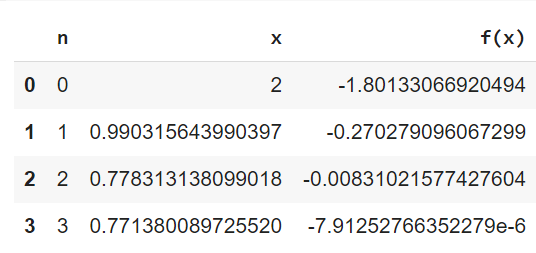 n x f(x)
0 0 2 -1.80133066920494
1 1 0.990315643990397 -0.270279096067299
2 2 0.778313138099018 -0.00831021577427604
3 3 0.771380089725520 -7.91252766352279e-6